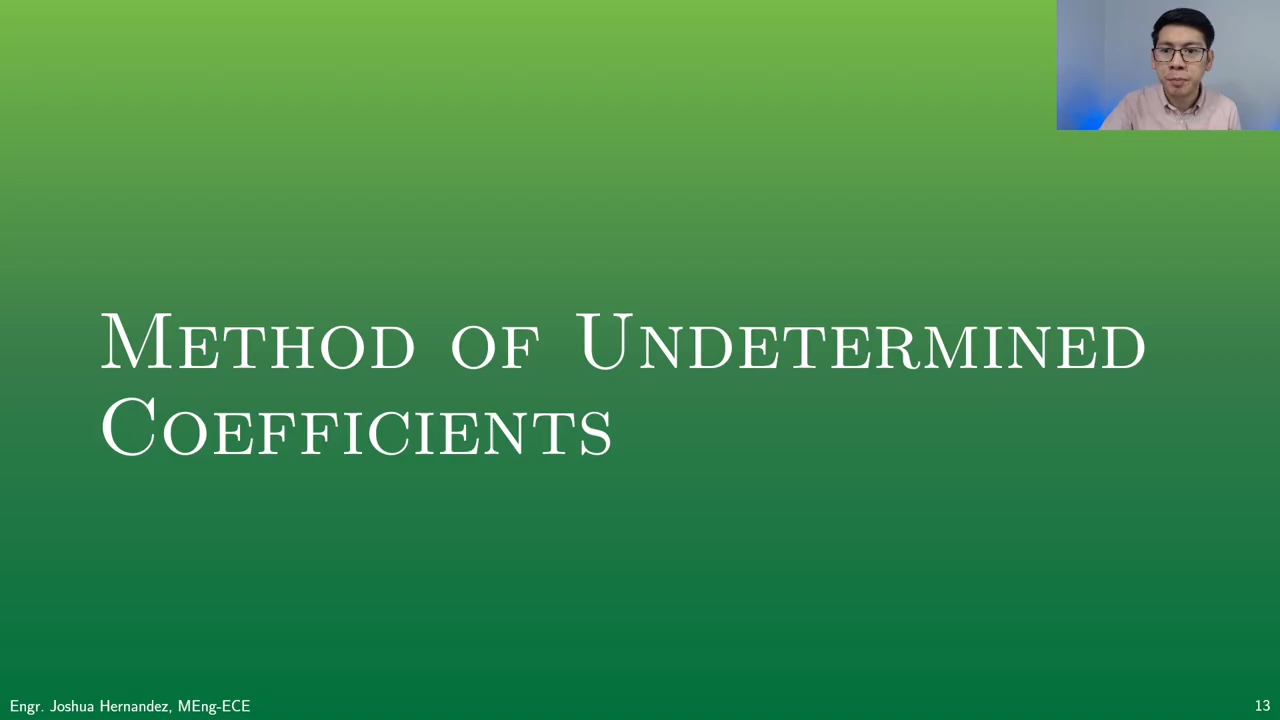 Method of Undetermined
Coefficients
Engr. Joshua Hernandez, MEng-ECE
13